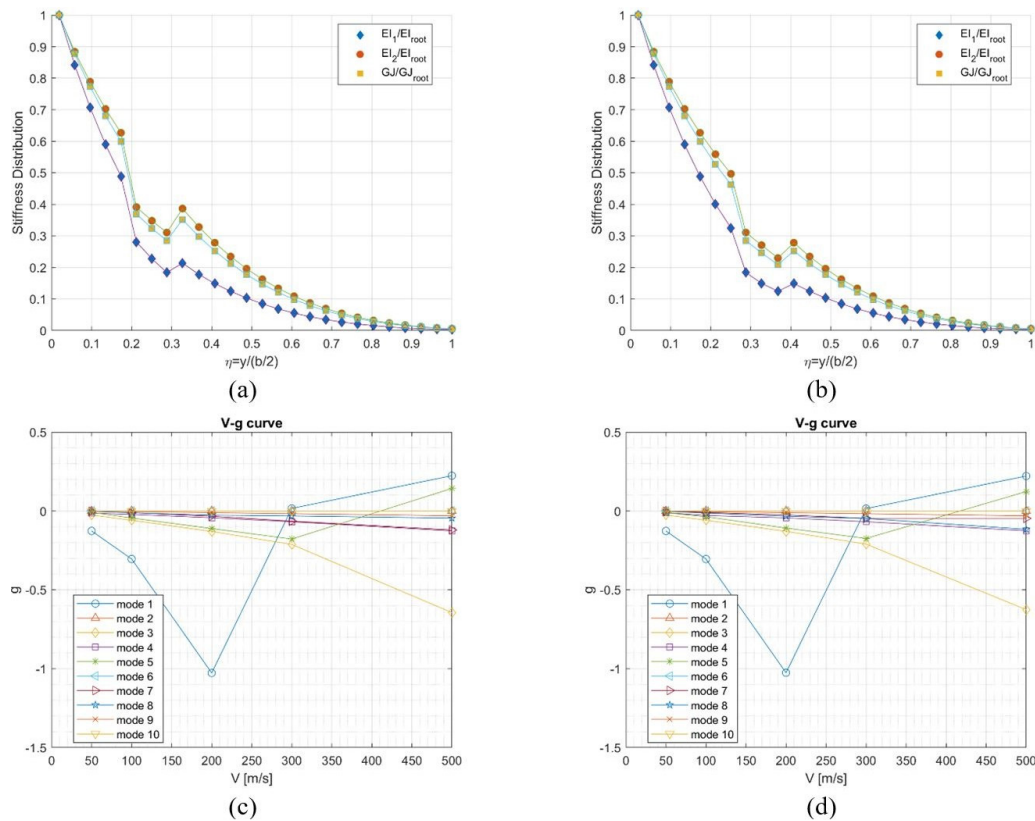 1
0.9
0.8
0.7
0.6
0.5
0.4
0.3
0.2
0.1
0
Stiffness Distribution
EI1/EIroot
EI2/EIroot
GJ/GJroot
0 0.1 0.2 0.3 0.4 0.5 0.6 0.7 0.8 0.9 1
η=y/(b/2)
(a)
1
0.9
0.8
0.7
0.6
0.5
0.4
0.3
0.2
0.1
0
Stiffness Distribution
EI1/EIroot
EI2/EIroot
GJ/GJroot
0 0.1 0.2 0.3 0.4 0.5 0.6 0.7 0.8 0.9 1
η=y/(b/2)
(b)
V-g curve
0.5
0
-0.5
-1
-1.5
g
mode 1
mode 2
mode 3
mode 4
mode 5
mode 6
mode 7
mode 8
mode 9
mode 10
0 50 100 150 200 250 300 350 400 450 500
V [m/s]
(c)
V-g curve
0.5
0
-0.5
-1
-1.5
g
mode 1
mode 2
mode 3
mode 4
mode 5
mode 6
mode 7
mode 8
mode 9
mode 10
0 50 100 150 200 250 300 350 400 450 500
V [m/s]
(d)